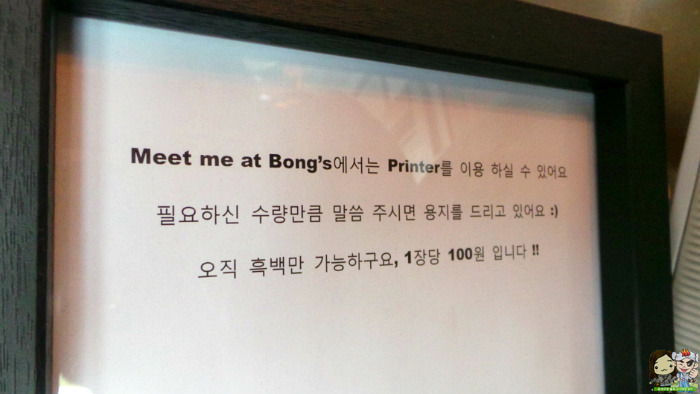 Meet me at Bong's에서는 Printer를 이용 하실 수 있어요
필요하신 수량만큼 말씀 주시면 용지를 드리고 있어요 :)
오직 흑백만 가능하구요, 1장당 100원 입니다 !!